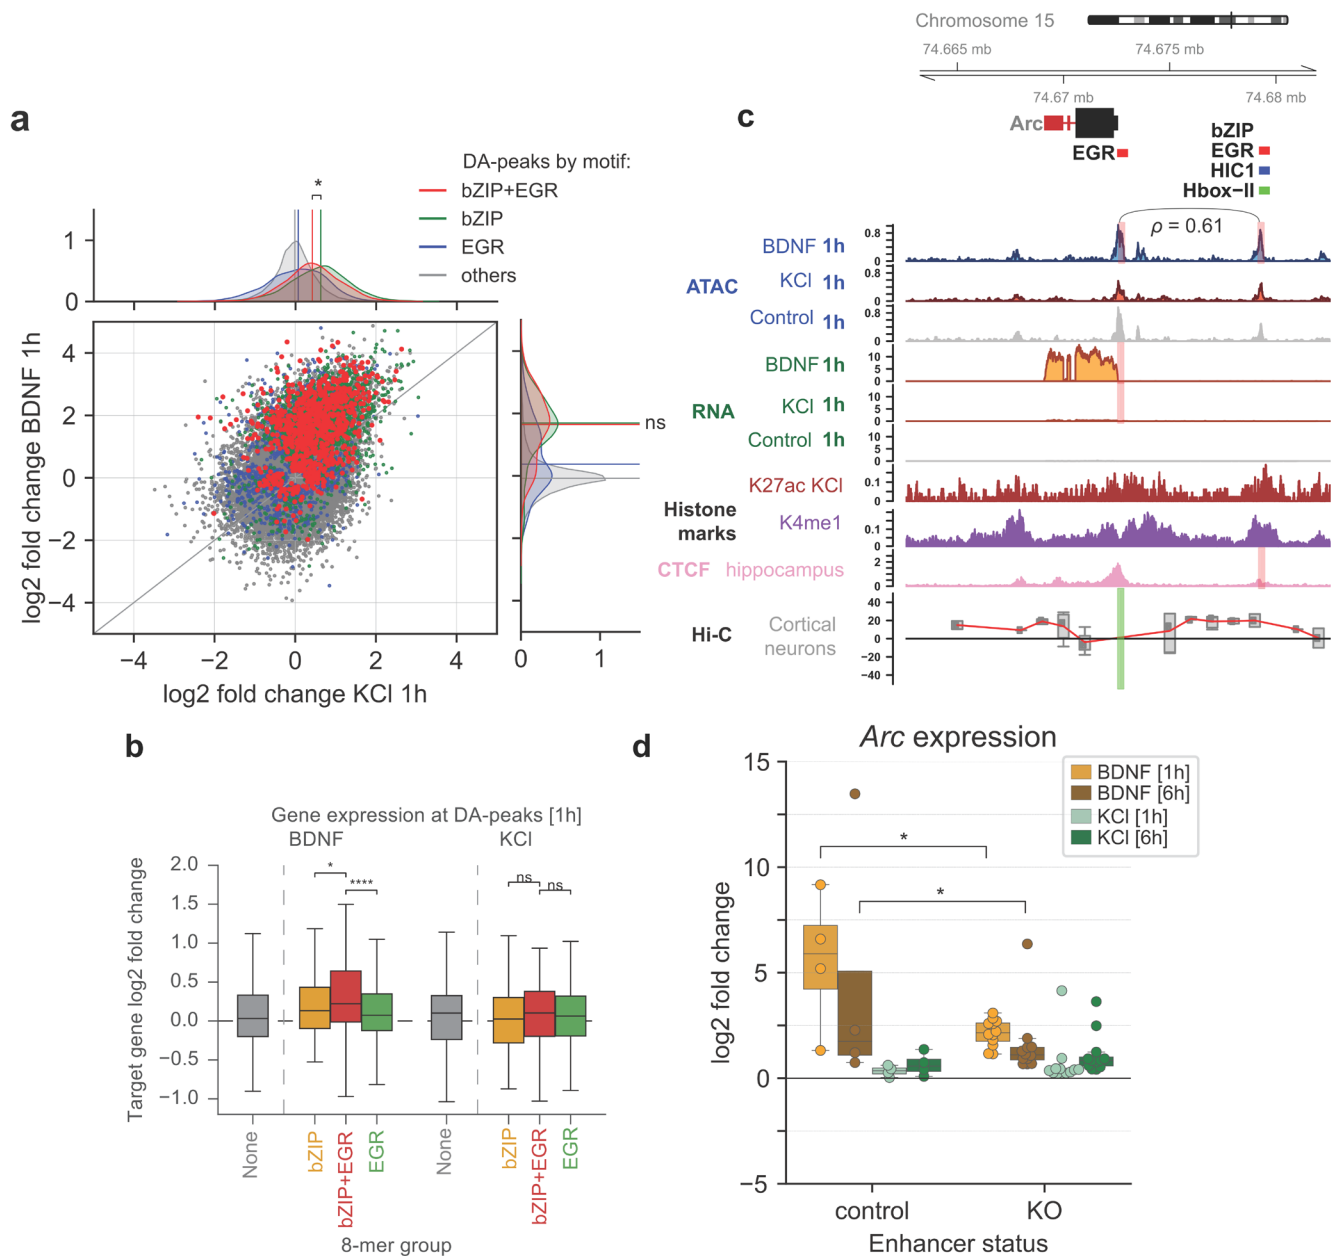 Chromosome 15
74.665 mb
74.675 mb
74.67 mb
74.68 mb
a
DA-peaks by motif:
bZIP+EGR
bZIP
EGR
others
*
1
0
4
2
0
−2
−4
log2 fold change BDNF 1h
−4
−2
0
2
4
log2 fold change KCl 1h
ns
0
1
c
Arc
EGR
bZIP
EGR
HIC1
Hbox−II
ρ = 0.61
ATAC
BDNF 1h
KCl 1h
Control 1h
0.8
0
0.8
0
0.8
0
RNA
BDNF 1h
KCl 1h
Control 1h
10
5
0
10
5
0
10
5
0
Histone
marks
K27ac KCl
0.1
0
K4me1
0.1
0
CTCF hippocampus
2
0
Hi-C
Cortical
neurons
40
20
0
−20
−40
b
Gene expression at DA-peaks [1h]
BDNF
KCl
Target gene log2 fold change
2.0
1.5
1.0
0.5
0.0
−0.5
−1.0
*
****
ns
ns
None
bZIP
bZIP+EGR
EGR
None
bZIP
bZIP+EGR
EGR
8-mer group
d
Arc expression
BDNF [1h]
BDNF [6h]
KCl [1h]
KCl [6h]
*
*
log2 fold change
15
10
5
0
−5
control
KO
Enhancer status